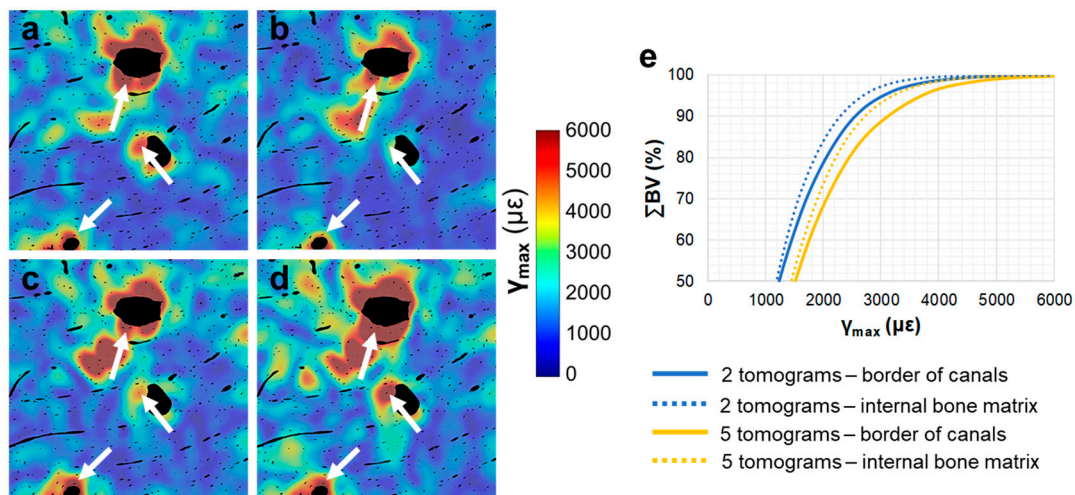 a
b
c
d
6000
5000
4000
3000
2000
1000
0
γmax (με)
e
100
90
80
70
60
50
ΣBV (%)
0 1000 2000 3000 4000 5000 6000
γmax (με)
2 tomograms – border of canals
2 tomograms – internal bone matrix
5 tomograms – border of canals
5 tomograms – internal bone matrix